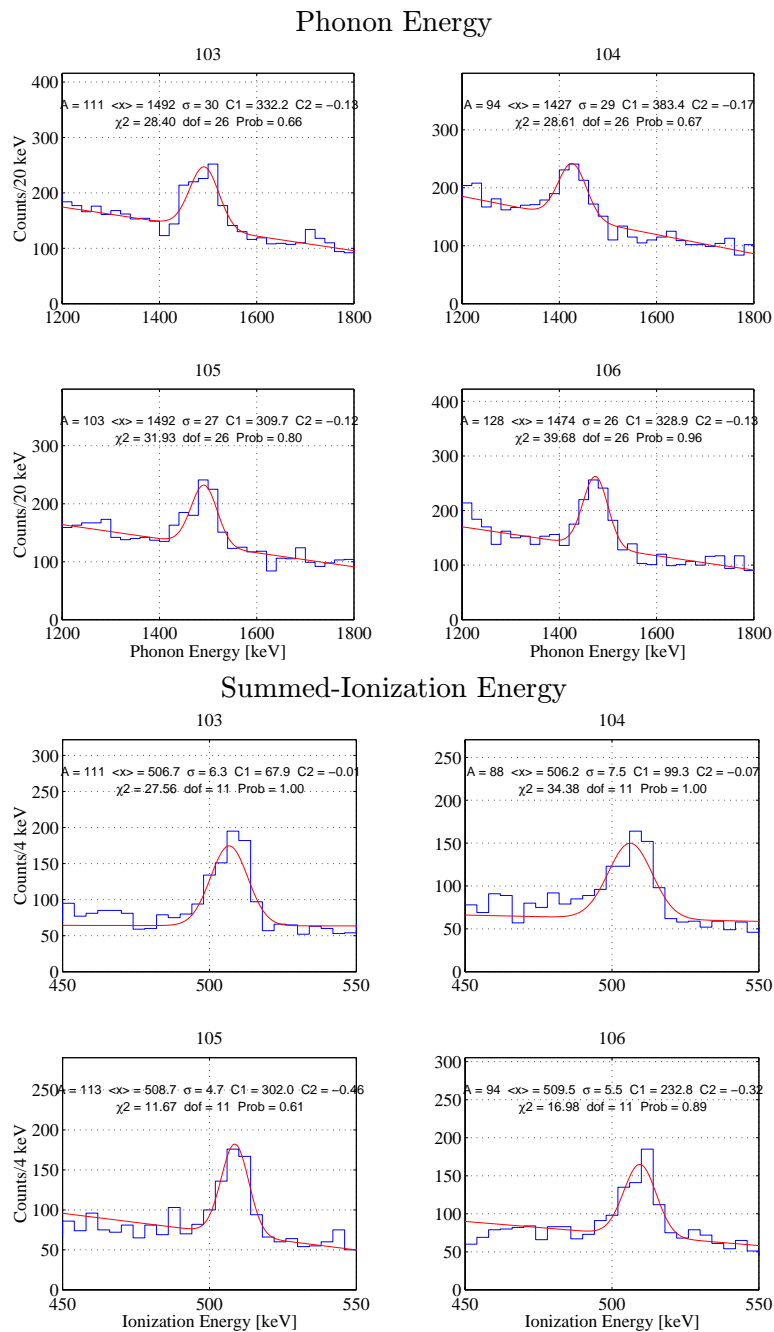 Phonon Energy
103
104
A = 111 <x> = 1492 σ = 30 C1 = 332.2 C2 = −0.13
χ2 = 28.40 dof = 26 Prob = 0.66
A = 94 <x> = 1427 σ = 29 C1 = 383.4 C2 = −0.17
χ2 = 28.61 dof = 26 Prob = 0.67
Counts/20 keV
400
300
200
100
0
1200 1400 1600 1800
300
200
100
0
1200 1400 1600 1800
105
106
A = 103 <x> = 1492 σ = 27 C1 = 309.7 C2 = −0.12
χ2 = 31.93 dof = 26 Prob = 0.80
A = 128 <x> = 1474 σ = 26 C1 = 328.9 C2 = −0.13
χ2 = 39.68 dof = 26 Prob = 0.96
Counts/20 keV
300
200
100
0
1200 1400 1600 1800
Phonon Energy [keV]
400
300
200
100
0
1200 1400 1600 1800
Phonon Energy [keV]
Summed-Ionization Energy
103
104
A = 111 <x> = 506.7 σ = 6.3 C1 = 67.9 C2 = −0.01
χ2 = 27.56 dof = 11 Prob = 1.00
A = 88 <x> = 506.2 σ = 7.5 C1 = 99.3 C2 = −0.07
χ2 = 34.38 dof = 11 Prob = 1.00
Counts/4 keV
300
250
200
150
100
50
0
450 500 550
250
200
150
100
50
0
450 500 550
105
106
A = 113 <x> = 508.7 σ = 4.7 C1 = 302.0 C2 = −0.46
χ2 = 11.67 dof = 11 Prob = 0.61
A = 94 <x> = 509.5 σ = 5.5 C1 = 232.8 C2 = −0.32
χ2 = 16.98 dof = 11 Prob = 0.89
Counts/4 keV
250
200
150
100
50
0
450 500 550
Ionization Energy [keV]
300
250
200
150
100
50
0
450 500 550
Ionization Energy [keV]